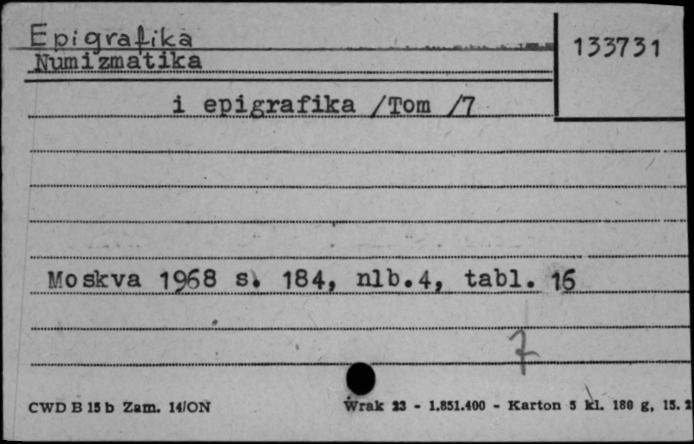 Epigrafika
133731
Numizmatika
i epigrafika /Tom /7
Moskva 1968 s. 184, nlb.4, tabl. 16
7
CWD B 15 b Zam. 14/ON
Wrak 23 - 1.851.400 - Karton 5 kl. 180 g, 15.